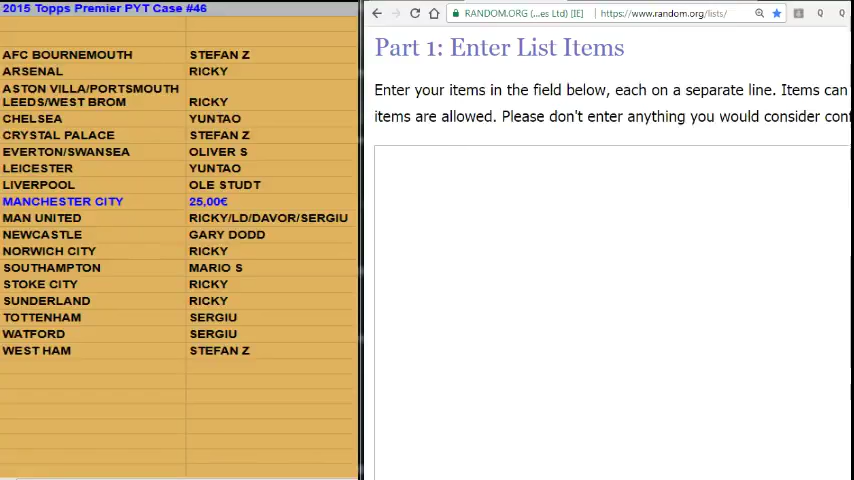 2015 Topps Premier PYT Case #46
AFC BOURNEMOUTH STEFAN Z
ARSENAL RICKY
ASTON VILLA/PORTSMOUTH
LEEDS/WEST BROM RICKY
CHELSEA YUNTAO
CRYSTAL PALACE STEFAN Z
EVERTON/SWANSEA OLIVER S
LEICESTER YUNTAO
LIVERPOOL OLE STUDT
MANCHESTER CITY 25,00€
MAN UNITED RICKY/LD/DAVOR/SERGIU
NEWCASTLE GARY DODD
NORWICH CITY RICKY
SOUTHAMPTON MARIO S
STOKE CITY RICKY
SUNDERLAND RICKY
TOTTENHAM SERGIU
WATFORD SERGIU
WEST HAM STEFAN Z
RANDOM.ORG (...es Ltd) [IE] https://www.random.org/lists/
Part 1: Enter List Items
Enter your items in the field below, each on a separate line. Items can
items are allowed. Please don't enter anything you would consider conf